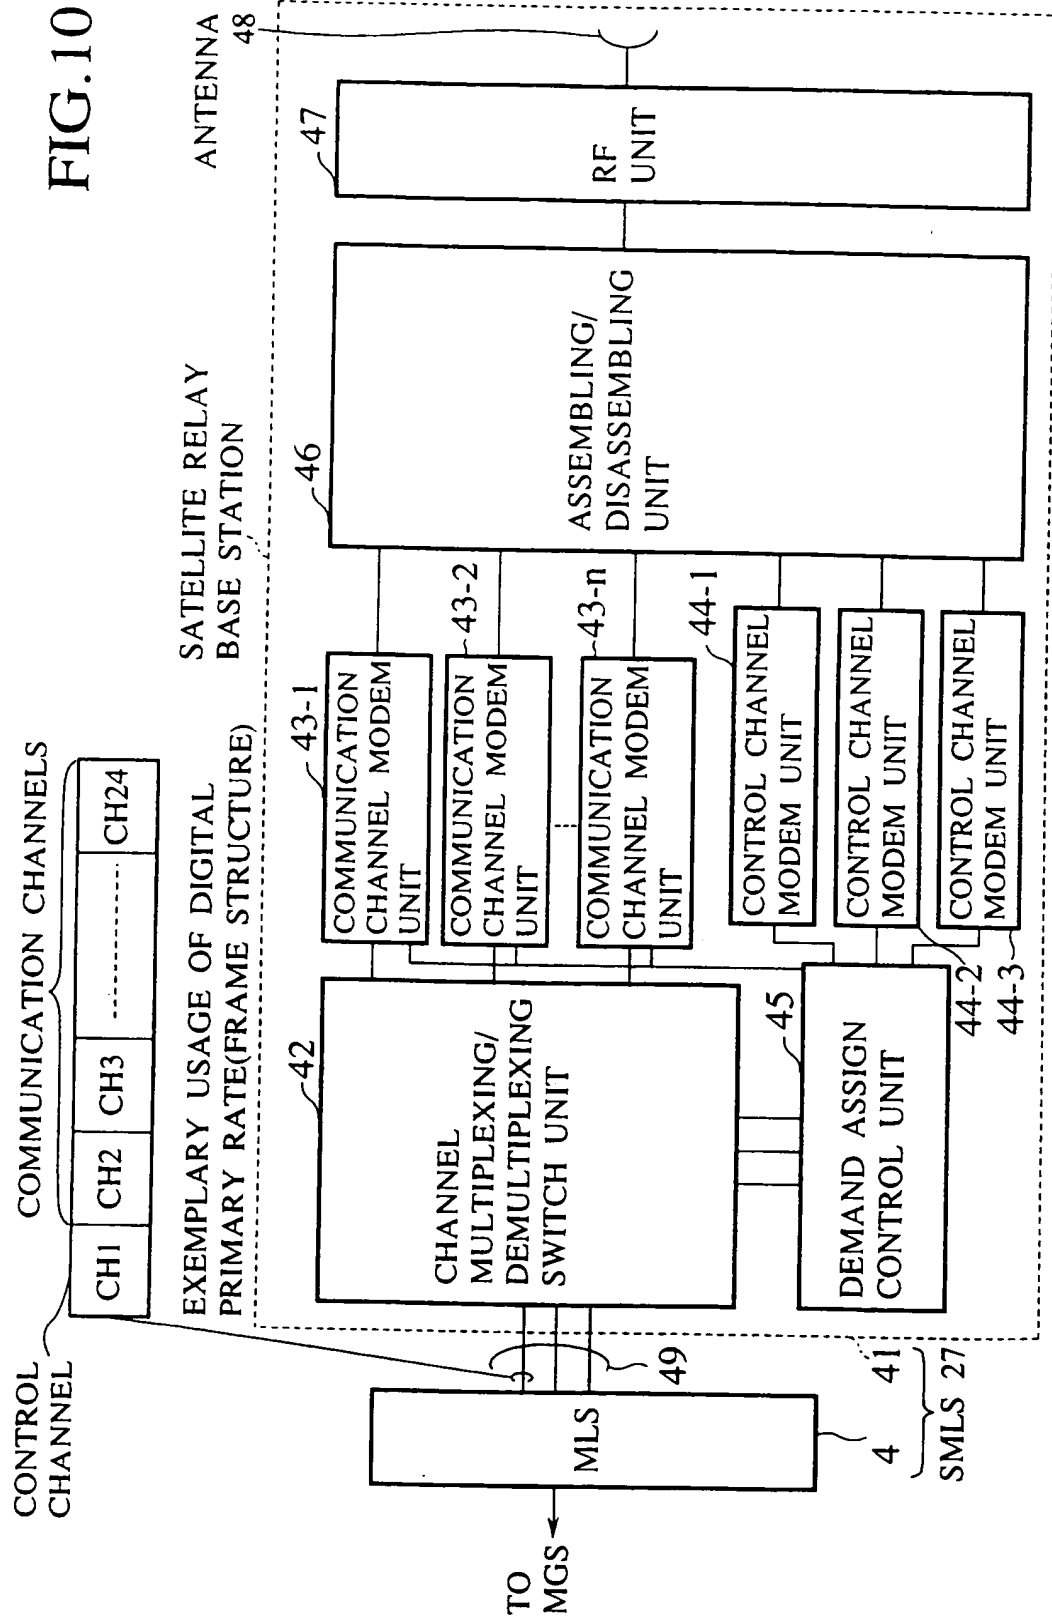 FIG.10
CONTROL
CHANNEL
COMMUNICATION CHANNELS
CH1
CH2
CH3
CH24
EXEMPLARY USAGE OF DIGITAL
PRIMARY RATE(FRAME STRUCTURE)
SATELLITE RELAY
BASE STATION
ANTENNA
48
TO
MGS
MLS
4
49
41
SMLS 27
42
CHANNEL
MULTIPLEXING/
DEMULTIPLEXING
SWITCH UNIT
45
DEMAND ASSIGN
CONTROL UNIT
43-1
COMMUNICATION
CHANNEL MODEM
UNIT
43-2
COMMUNICATION
CHANNEL MODEM
UNIT
43-n
COMMUNICATION
CHANNEL MODEM
UNIT
44-1
CONTROL CHANNEL
MODEM UNIT
44-2
CONTROL CHANNEL
MODEM UNIT
44-3
CONTROL CHANNEL
MODEM UNIT
46
ASSEMBLING/
DISASSEMBLING
UNIT
47
RF
UNIT